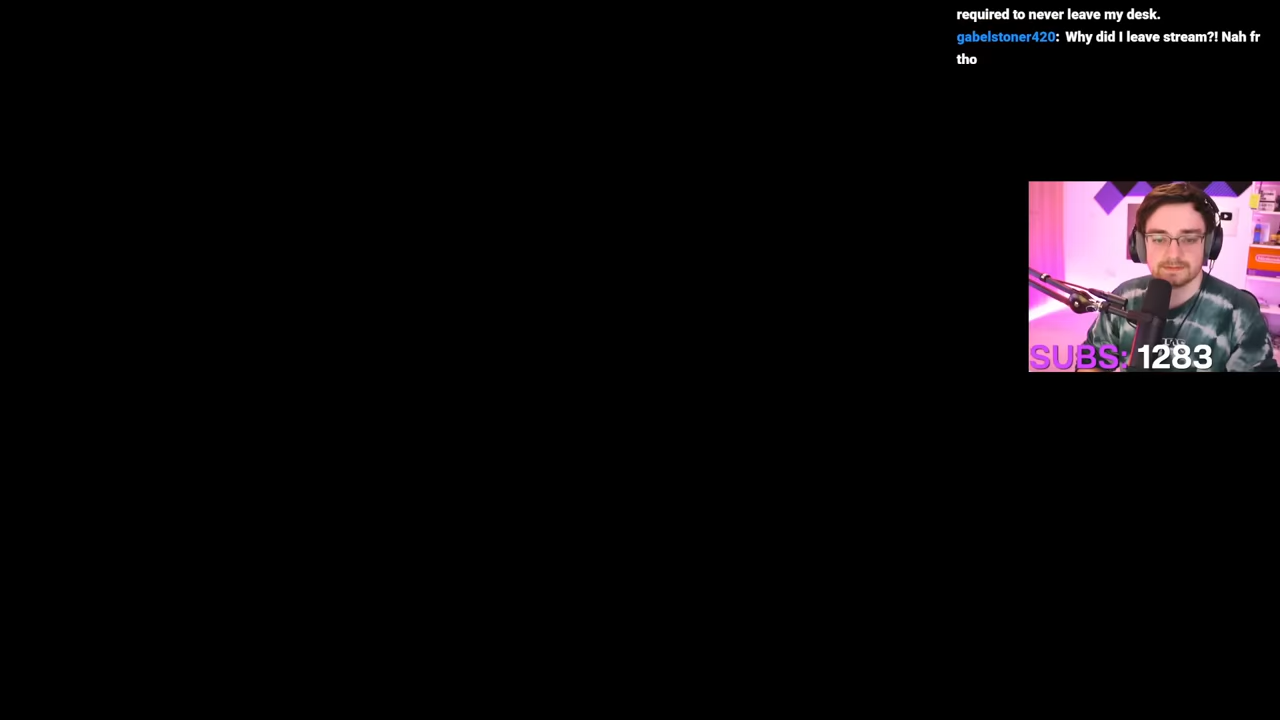 required to never leave my desk.
gabelstoner420: Why did I leave stream?! Nah fr
tho
SUBS: 1283